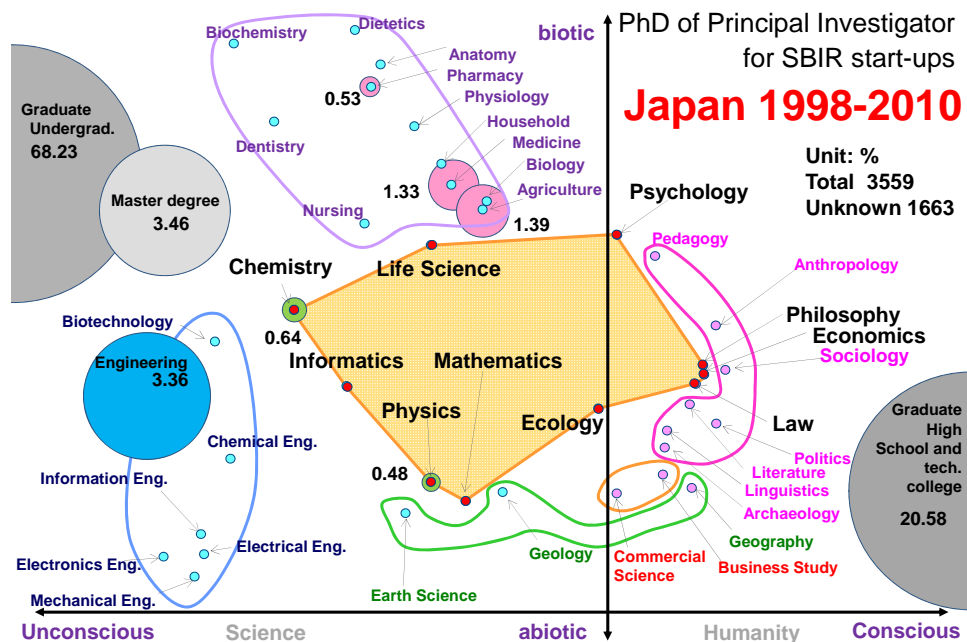 PhD of Principal Investigator
for SBIR start-ups
Japan 1998-2010
Unit: %
Total 3559
Unknown 1663
biotic
Biochemistry
Dietetics
Anatomy
Pharmacy
0.53
Physiology
Household
Medicine
Biology
Agriculture
Dentistry
Nursing
1.33
1.39
Graduate
Undergrad.
68.23
Master degree
3.46
Psychology
Pedagogy
Anthropology
Philosophy
Economics
Sociology
Law
Politics
Literature
Linguistics
Archaeology
Geography
Business Study
Commercial
Science
Chemistry
0.64
Life Science
Informatics
Mathematics
Physics
0.48
Ecology
Biotechnology
Engineering
3.36
Chemical Eng.
Information Eng.
Electrical Eng.
Electronics Eng.
Mechanical Eng.
Geology
Earth Science
Graduate
High
School and
tech.
college
20.58
Unconscious
Science
abiotic
Humanity
Conscious